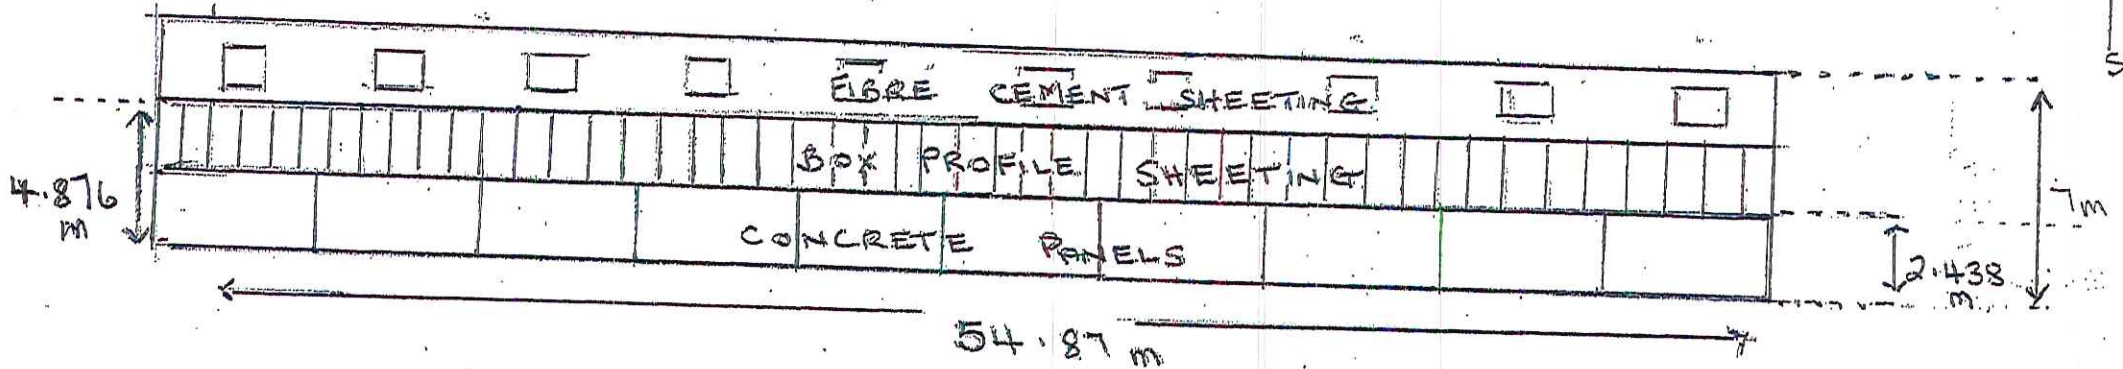 FIBRE CEMENT SHEETING
BOX PROFILE SHEETING
4.876
m
7m
CONCRETE PANELS
2.438
m
54.87 m